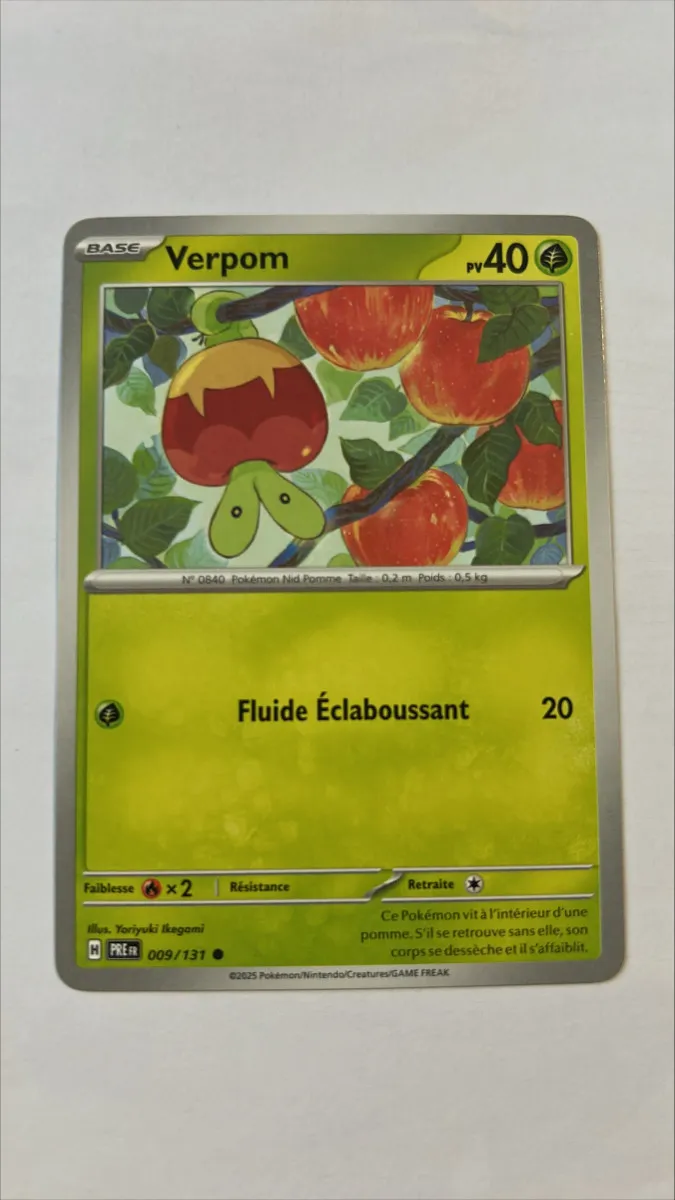 BASE Verpom PV 40
N° 0840 Pokémon Nid Pomme Taille : 0,2 m Poids : 0,5 kg
Fluide Éclaboussant 20
Faiblesse ×2 Résistance Retraite
Illus. Yoriyuki Ikegami
H PRE FR 009/131
Ce Pokémon vit à l'intérieur d'une
pomme. S'il se retrouve sans elle, son
corps se dessèche et il s'affaiblit.
©2025 Pokémon/Nintendo/Creatures/GAME FREAK